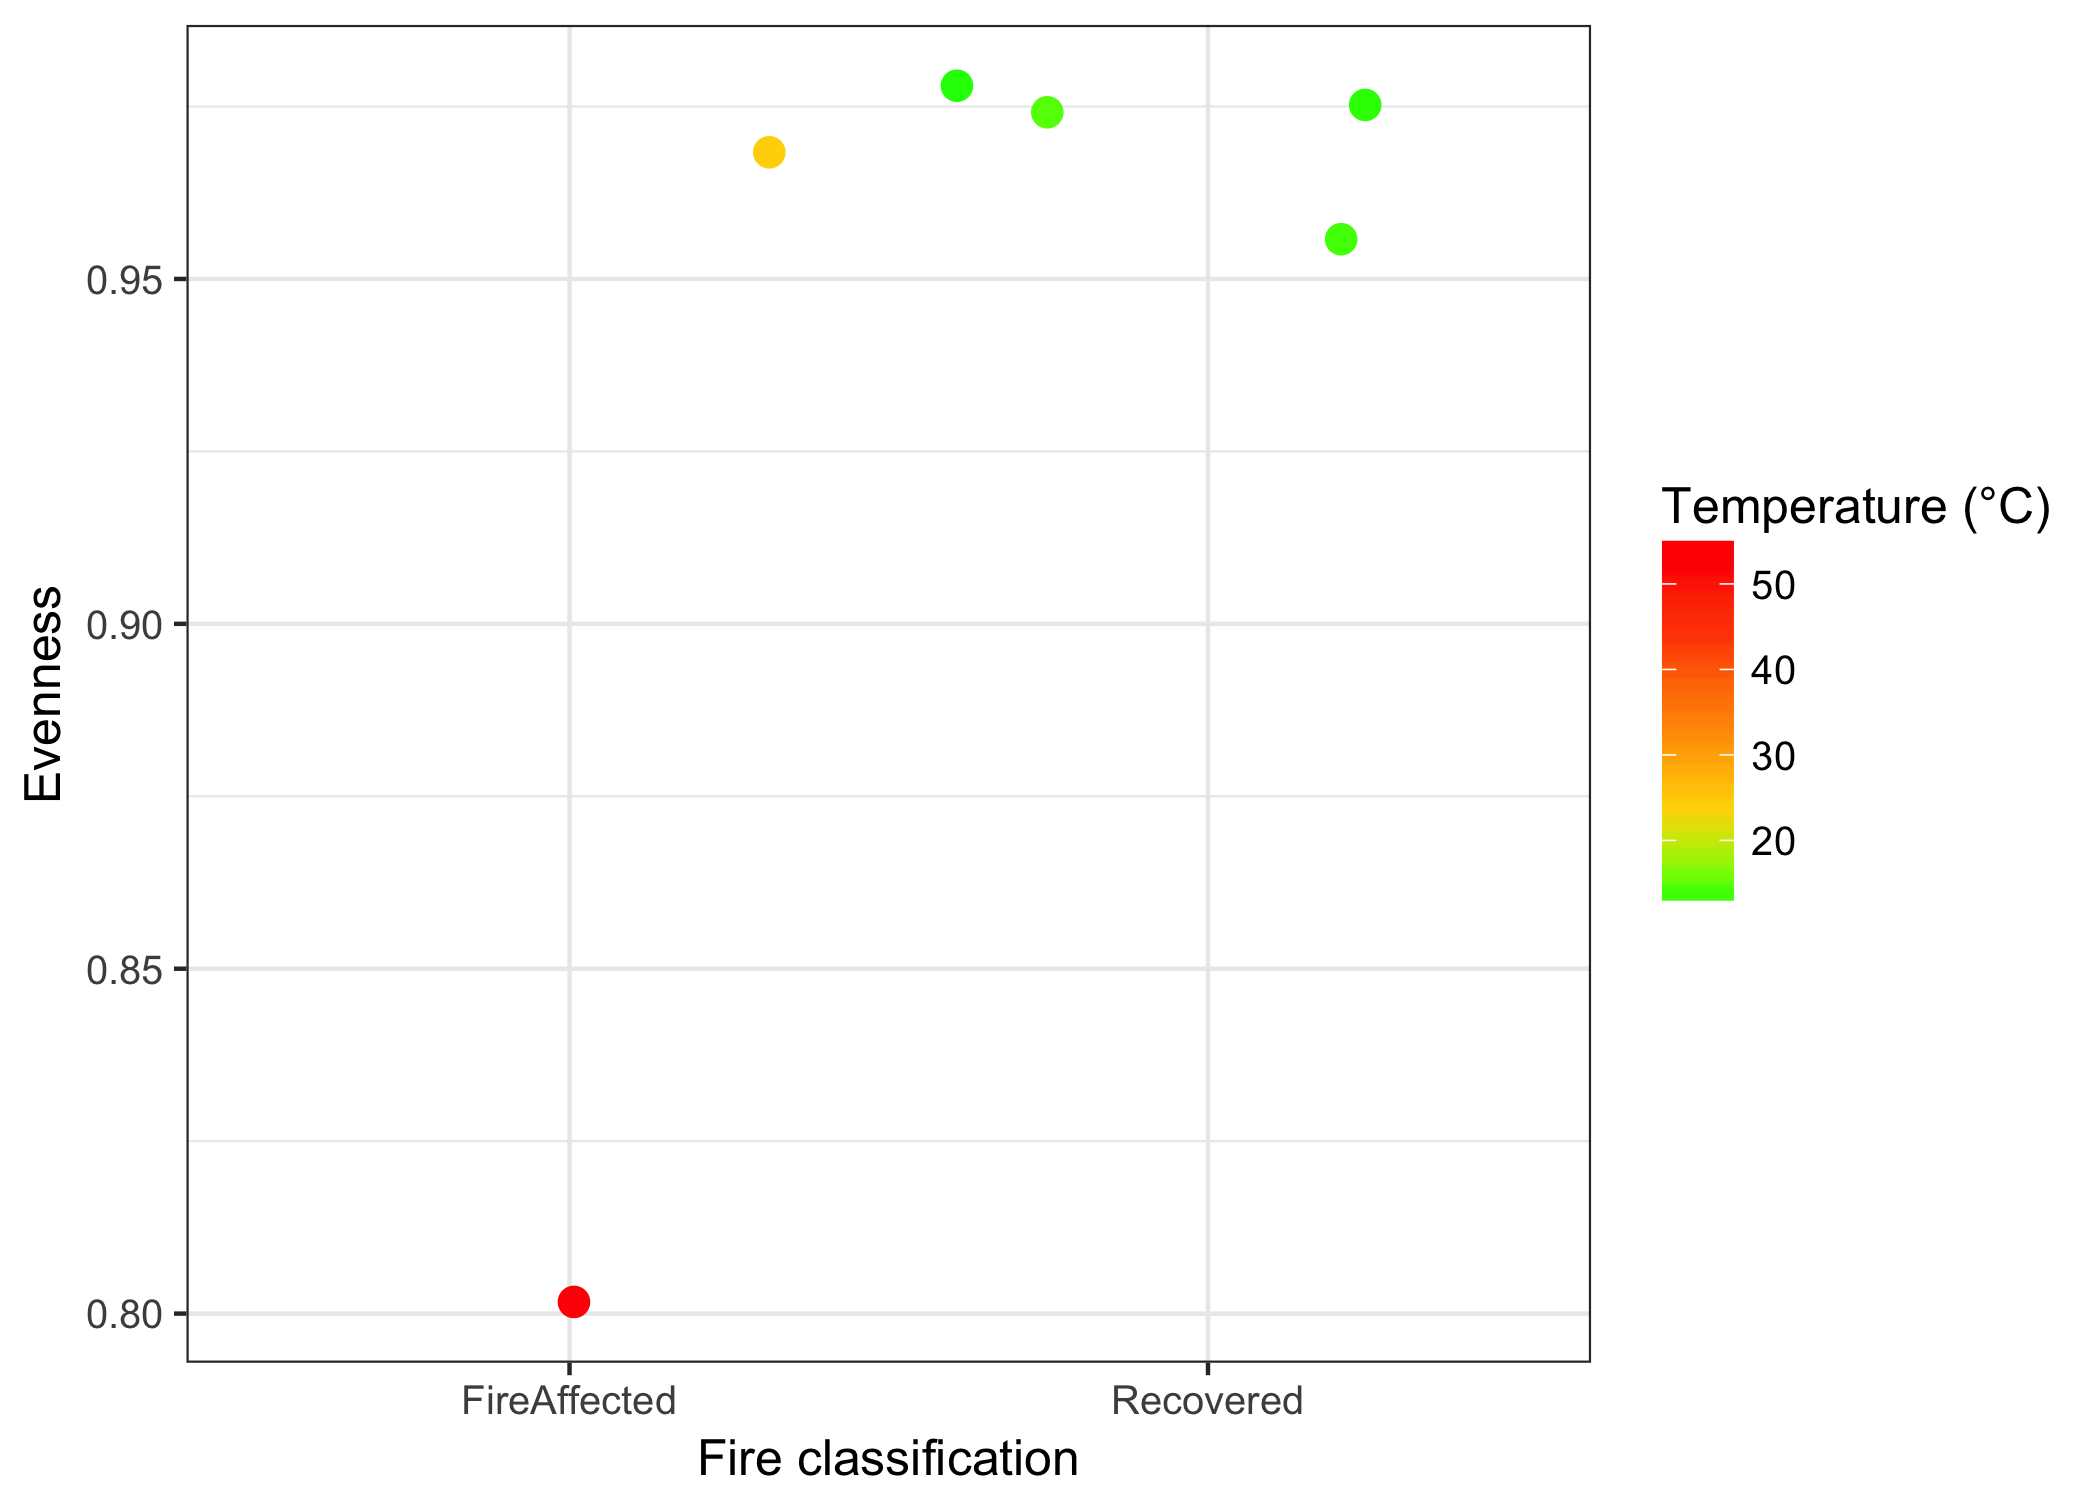 Evenness
0.95
0.90
0.85
0.80
FireAffected
Recovered
Fire classification
Temperature (°C)
50
40
30
20